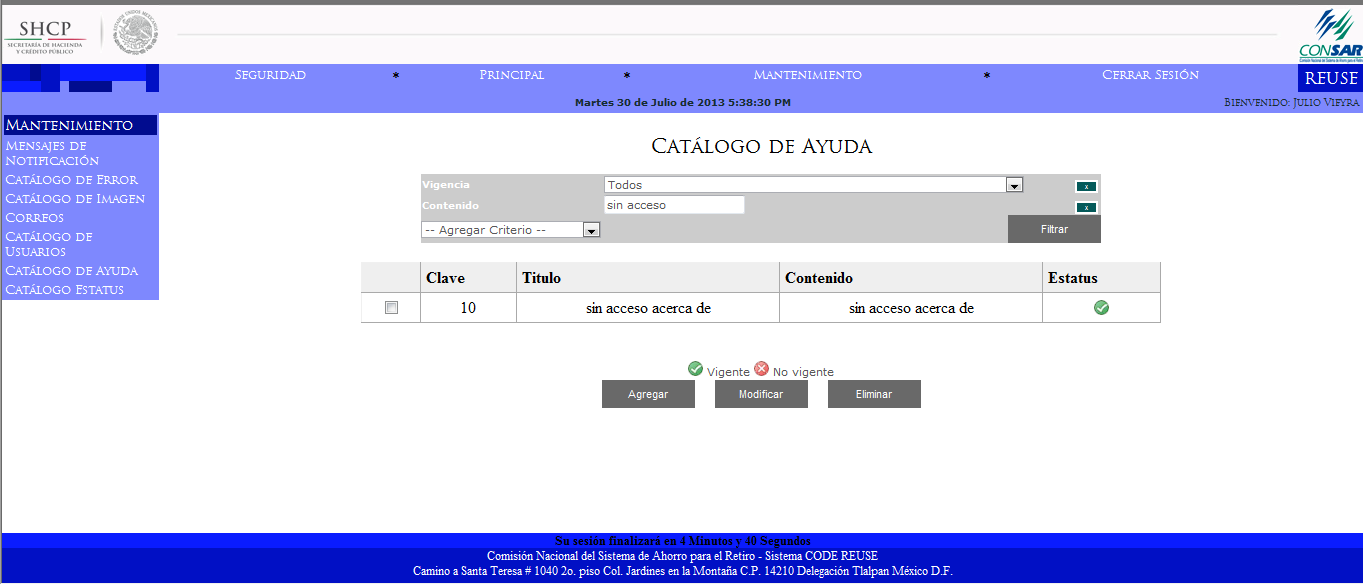 SHCP
SECRETARÍA DE HACIENDA
Y CRÉDITO PÚBLICO
ESTADOS UNIDOS MEXICANOS
CONSAR
Comisión Nacional del Sistema de Ahorro para el Retiro
SEGURIDAD * PRINCIPAL * MANTENIMIENTO * CERRAR SESIÓN
REUSE
Martes 30 de Julio de 2013 5:38:30 PM
BIENVENIDO: JULIO VIEYRA
MANTENIMIENTO
MENSAJES DE
NOTIFICACIÓN
CATÁLOGO DE ERROR
CATÁLOGO DE IMAGEN
CORREOS
CATÁLOGO DE
USUARIOS
CATÁLOGO DE AYUDA
CATÁLOGO ESTATUS
CATÁLOGO DE AYUDA
Vigencia Todos x
Contenido sin acceso x
-- Agregar Criterio -- Filtrar
Clave Titulo Contenido Estatus
10 sin acceso acerca de sin acceso acerca de
Vigente No vigente
Agregar Modificar Eliminar
Su sesión finalizará en 4 Minutos y 40 Segundos
Comisión Nacional del Sistema de Ahorro para el Retiro - Sistema CODE REUSE
Camino a Santa Teresa # 1040 2o. piso Col. Jardines en la Montaña C.P. 14210 Delegación Tlalpan México D.F.